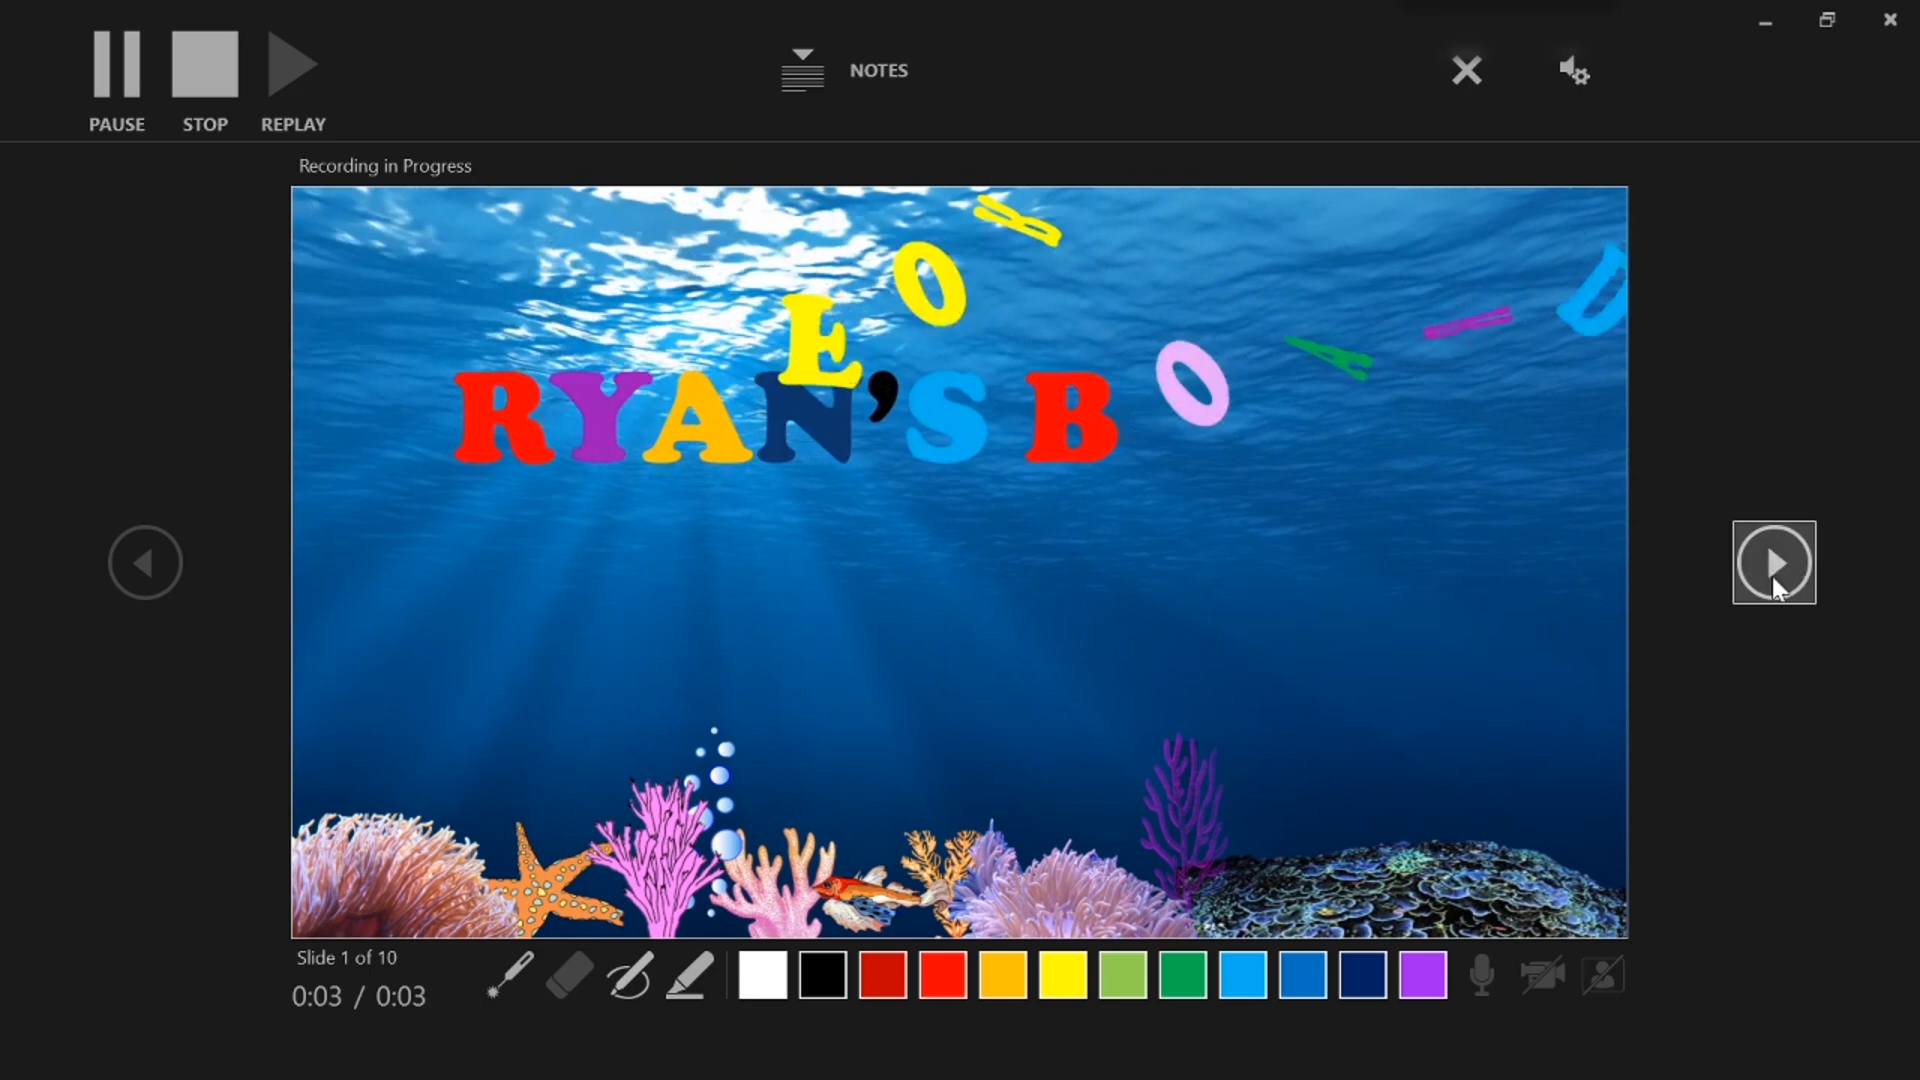 PAUSE STOP REPLAY
NOTES
Recording in Progress
E O
RYAN'S B O
Slide 1 of 10
0:03 / 0:03